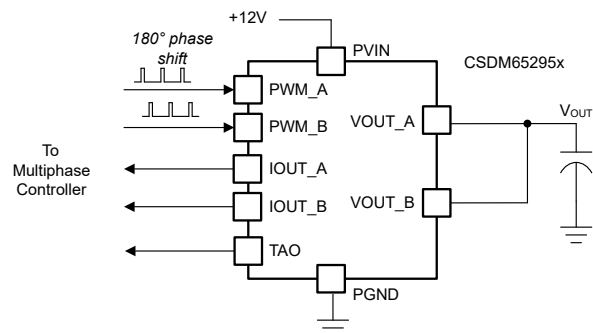 +12V
180° phase
shift
PVIN
CSDM65295x
PWM_A
PWM_B
VOUT_A
VOUT
To
Multiphase
Controller
IOUT_A
IOUT_B
VOUT_B
TAO
PGND